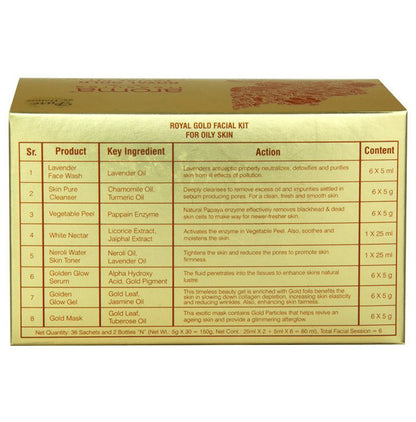 aroma
ROYAL GOLD FACIAL KIT
FOR OILY SKIN
Sr. Product Key Ingredient Action Content
1 Lavender Face Wash Lavender Oil Lavenders antiseptic property neutralizes, detoxifies and purifies skin from ill effects of pollution. 6 X 5 ml
2 Skin Pure Cleanser Chamomile Oil, Turmeric Oil Deeply cleanses to remove excess oil and impurities settled in sebum producing pores. For a clean, fresh and smooth skin. 6 X 5 g
3 Vegetable Peel Pappain Enzyme Natural Papaya enzyme effectively removes blackhead & dead skin cells to make way for newer-fresher skin. 6 X 5 g
4 White Nectar Licorice Extract, Jaiphal Extract Activates the enzyme in Vegetable Peel. Also, soothes and moistens the skin. 1 X 25 ml
5 Neroli Water Skin Toner Neroli Oil, Lavender Oil Tightens the skin and reduces the pores to promote skin firmness. 1 X 25 ml
6 Golden Glow Serum Alpha Hydroxy Acid, Gold Pigment The fluid penetrates into the tissues to enhance skins natural lustre 6 X 5 g
7 Golden Glow Gel Gold Leaf, Jasmine Oil This timeless beauty gel is enriched with Gold foils benefits the skin in slowing down collagen depletion, increasing skin elasticity and reducing wrinkles. Also, enhancing skin fairness. 6 X 5 g
8 Gold Mask Gold Leaf, Tuberose Oil This exotic mask contains Gold Particles that helps revive an ageing skin and provide a glimmering afterglow. 6 X 5 g
Net Quantity: 36 Sachets and 2 Bottles "N" (Wt. 5g X 30 = 150g, Net Cont. :25ml X 2 + 5ml X 6 = 80 ml), Total Facial Session = 6